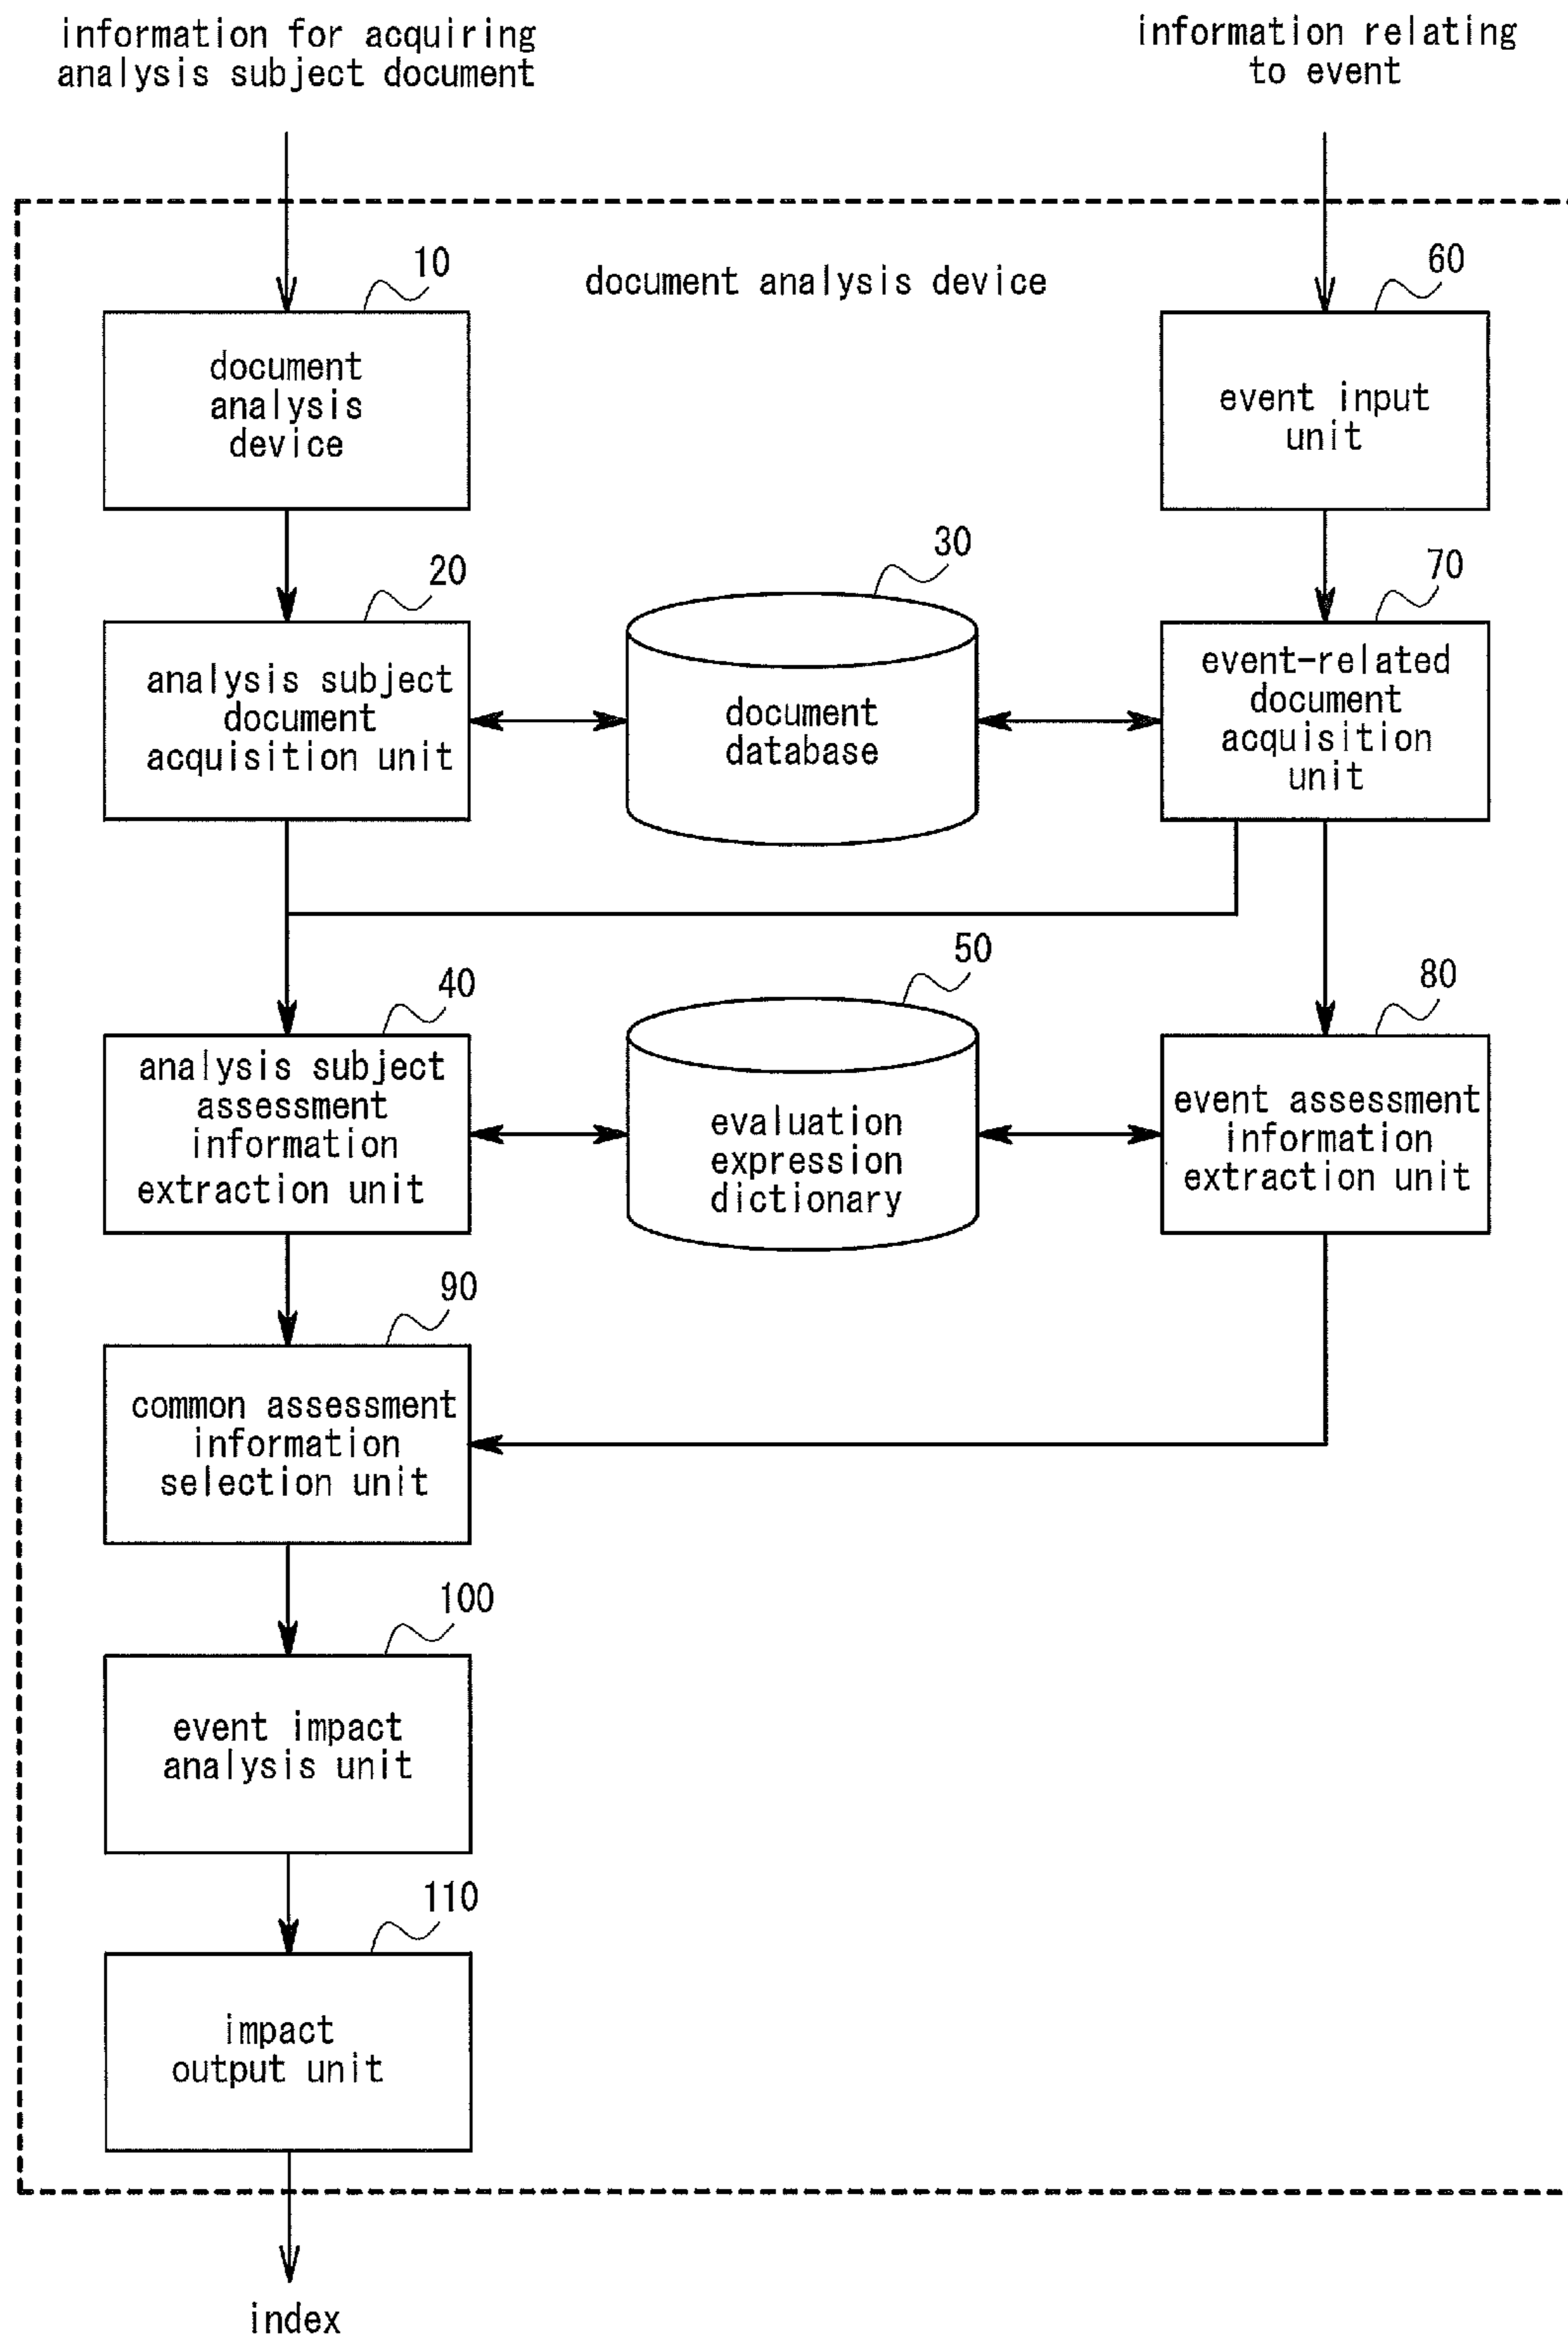 information for acquiring
analysis subject document
information relating
to event
document analysis device
10
document
analysis
device
60
event input
unit
20
analysis subject
document
acquisition unit
30
document
database
70
event-related
document
acquisition
unit
40
analysis subject
assessment
information
extraction unit
50
evaluation
expression
dictionary
80
event assessment
information
extraction unit
90
common assessment
information
selection unit
100
event impact
analysis unit
110
impact
output unit
index